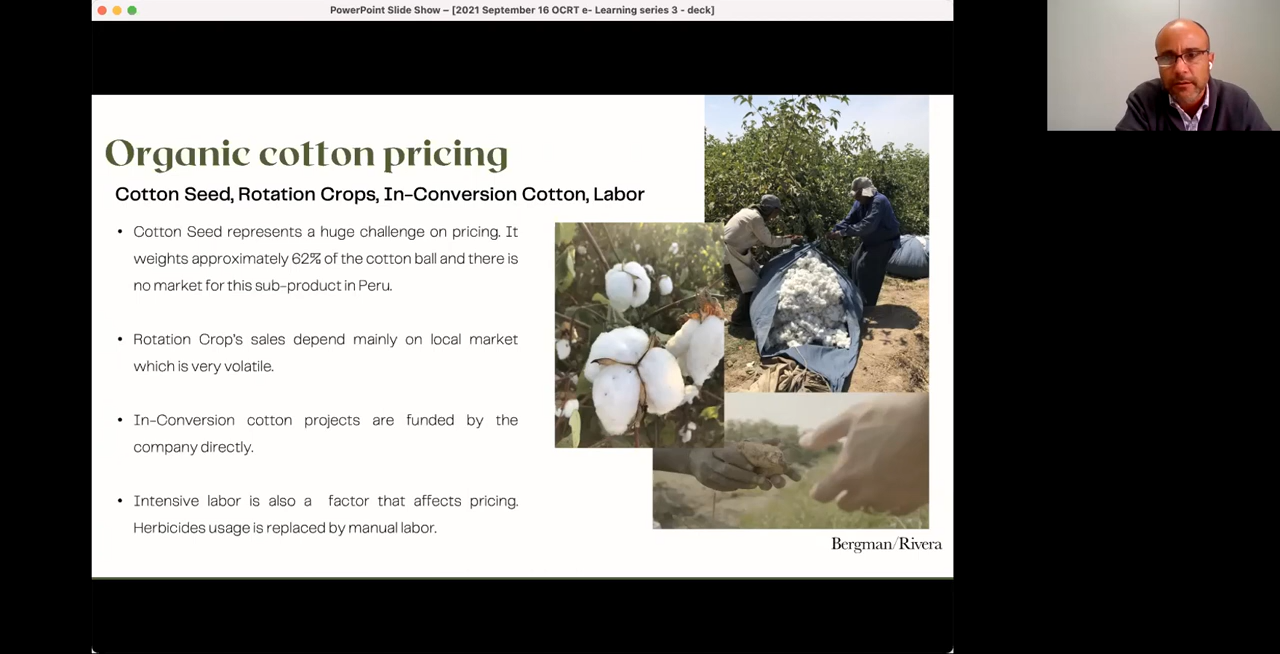 PowerPoint Slide Show – [2021 September 16 OCRT e- Learning series 3 - deck]
Organic cotton pricing
Cotton Seed, Rotation Crops, In-Conversion Cotton, Labor
• Cotton Seed represents a huge challenge on pricing. It
weights approximately 62% of the cotton ball and there is
no market for this sub-product in Peru.
• Rotation Crop's sales depend mainly on local market
which is very volatile.
• In-Conversion cotton projects are funded by the
company directly.
• Intensive labor is also a factor that affects pricing.
Herbicides usage is replaced by manual labor.
Bergman/Rivera